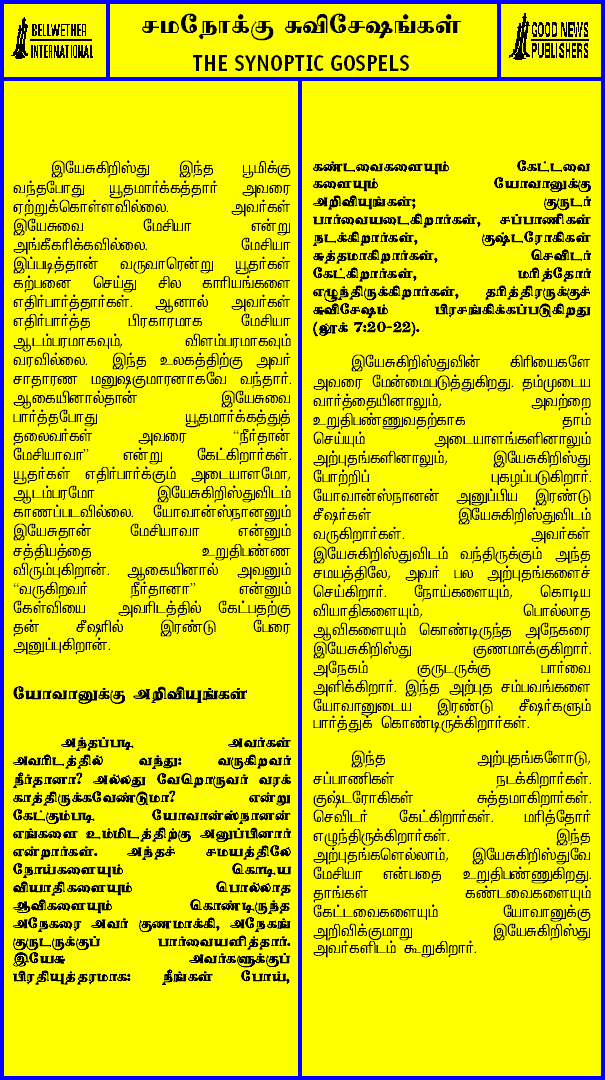 BELLWETHER
INTERNATIONAL
சமநோக்கு சுவிசேஷங்கள்
THE SYNOPTIC GOSPELS
GOOD NEWS
PUBLISHERS
இயேசுகிறிஸ்து இந்த பூமிக்கு
வந்தபோது யூதமார்க்கத்தார் அவரை
ஏற்றுக்கொள்ளவில்லை. அவர்கள்
இயேசுவை மேசியா என்று
அங்கீகரிக்கவில்லை. மேசியா
இப்படித்தான் வருவாரென்று யூதர்கள்
கற்பனை செய்து சில காரியங்களை
எதிர்பார்த்தார்கள். ஆனால் அவர்கள்
எதிர்பார்த்த பிரகாரமாக மேசியா
ஆடம்பரமாகவும், விளம்பரமாகவும்
வரவில்லை. இந்த உலகத்திற்கு அவர்
சாதாரண மனுஷகுமாரனாகவே வந்தார்.
ஆகையினால்தான் இயேசுவை
பார்த்தபோது யூதமார்க்கத்துத்
தலைவர்கள் அவரை “நீர்தான்
மேசியாவா” என்று கேட்கிறார்கள்.
யூதர்கள் எதிர்பார்க்கும் அடையாளமோ,
ஆடம்பரமோ இயேசுகிறிஸ்துவிடம்
காணப்படவில்லை. யோவான்ஸ்நானனும்
இயேசுதான் மேசியாவா என்னும்
சத்தியத்தை உறுதிபண்ண
விரும்புகிறான். ஆகையினால் அவனும்
“வருகிறவர் நீர்தானா” என்னும்
கேள்வியை அவரிடத்தில் கேட்பதற்கு
தன் சீஷரில் இரண்டு பேரை
அனுப்புகிறான்.
யோவானுக்கு அறிவியுங்கள்
அந்தப்படி அவர்கள்
அவரிடத்தில் வந்து: வருகிறவர்
நீர்தானா? அல்லது வேறொருவர் வரக்
காத்திருக்கவேண்டுமா? என்று
கேட்கும்படி யோவான்ஸ்நானன்
எங்களை உம்மிடத்திற்கு அனுப்பினார்
என்றார்கள். அந்தச் சமயத்திலே
நோய்களையும் கொடிய
வியாதிகளையும் பொல்லாத
ஆவிகளையும் கொண்டிருந்த
அநேகரை அவர் குணமாக்கி, அநேகங்
குருடருக்குப் பார்வையளித்தார்.
இயேசு அவர்களுக்குப்
பிரதியுத்தரமாக: நீங்கள் போய்,
கண்டவைகளையும் கேட்டவை
களையும் யோவானுக்கு
அறிவியுங்கள்; குருடர்
பார்வையடைகிறார்கள், சப்பாணிகள்
நடக்கிறார்கள், குஷ்டரோகிகள்
சுத்தமாகிறார்கள், செவிடர்
கேட்கிறார்கள், மரித்தோர்
எழுந்திருக்கிறார்கள், தரித்திரருக்குச்
சுவிசேஷம் பிரசங்கிக்கப்படுகிறது
(லூக் 7:20-22).
இயேசுகிறிஸ்துவின் கிரியைகளே
அவரை மேன்மைபடுத்துகிறது. தம்முடைய
வார்த்தையினாலும், அவற்றை
உறுதிபண்ணுவதற்காக தாம்
செய்யும் அடையாளங்களினாலும்
அற்புதங்களினாலும், இயேசுகிறிஸ்து
போற்றிப் புகழப்படுகிறார்.
யோவான்ஸ்நானன் அனுப்பிய இரண்டு
சீஷர்கள் இயேசுகிறிஸ்துவிடம்
வருகிறார்கள். அவர்கள்
இயேசுகிறிஸ்துவிடம் வந்திருக்கும் அந்த
சமயத்திலே, அவர் பல அற்புதங்களைச்
செய்கிறார். நோய்களையும், கொடிய
வியாதிகளையும், பொல்லாத
ஆவிகளையும் கொண்டிருந்த அநேகரை
இயேசுகிறிஸ்து குணமாக்குகிறார்.
அநேகம் குருடருக்கு பார்வை
அளிக்கிறார். இந்த அற்புத சம்பவங்களை
யோவானுடைய இரண்டு சீஷர்களும்
பார்த்துக் கொண்டிருக்கிறார்கள்.
இந்த அற்புதங்களோடு,
சப்பாணிகள் நடக்கிறார்கள்.
குஷ்டரோகிகள் சுத்தமாகிறார்கள்.
செவிடர் கேட்கிறார்கள். மரித்தோர்
எழுந்திருக்கிறார்கள். இந்த
அற்புதங்களெல்லாம், இயேசுகிறிஸ்துவே
மேசியா என்பதை உறுதிபண்ணுகிறது.
தாங்கள் கண்டவைகளையும்
கேட்டவைகளையும் யோவானுக்கு
அறிவிக்குமாறு இயேசுகிறிஸ்து
அவர்களிடம் கூறுகிறார்.